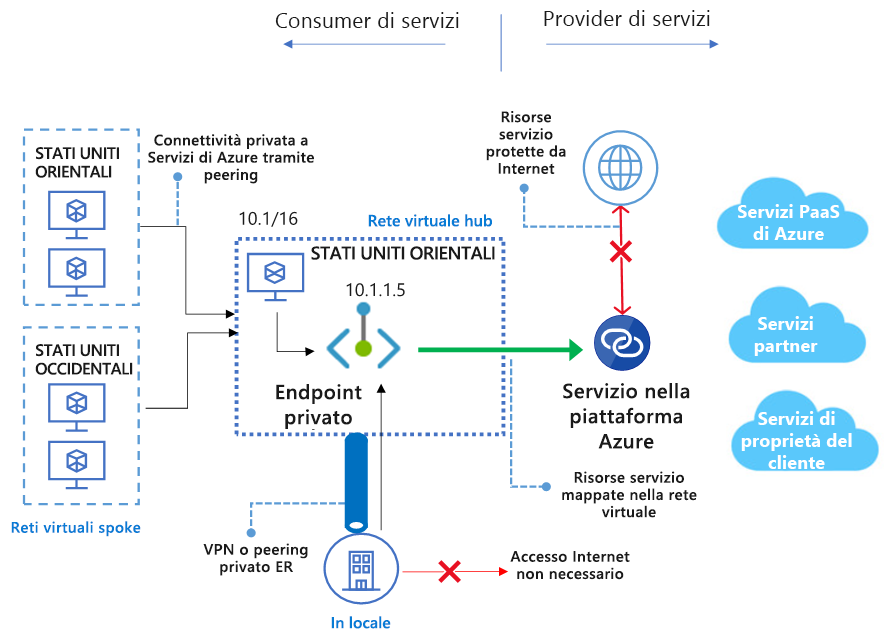 Consumer di servizi
Provider di servizi
Risorse
servizio
protette da
Internet
Connettività privata a
Servizi di Azure tramite
peering
STATI UNITI
ORIENTALI
10.1/16
Rete virtuale hub
STATI UNITI ORIENTALI
10.1.1.5
Servizi PaaS
di Azure
Servizi
partner
STATI UNITI
OCCIDENTALI
Endpoint
privato
Servizio nella
piattaforma
Azure
Servizi di
proprietà del
cliente
Risorse servizio
mappate nella rete
virtuale
Reti virtuali spoke
VPN o peering
privato ER
Accesso Internet
non necessario
In locale